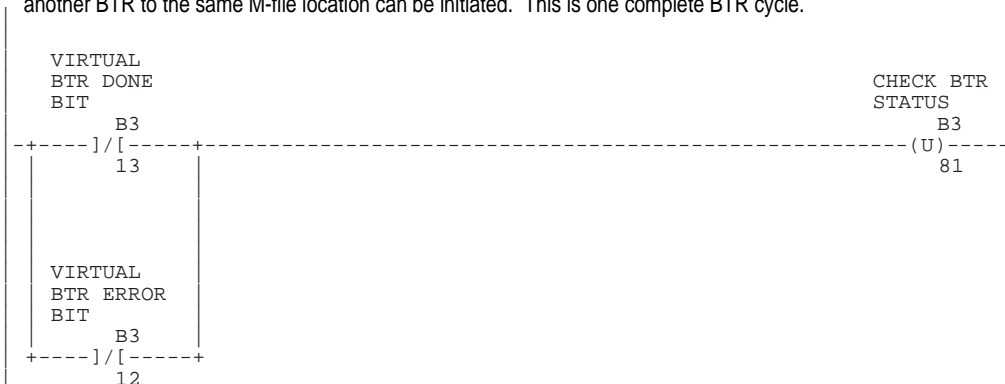 another BTR to the same M-file location can be initiated. This is one complete BTR cycle.
VIRTUAL
BTR DONE CHECK BTR
BIT STATUS
B3 B3
-+----]/[-----+-------------------------------------------------------(U)-----
13 81
VIRTUAL
BTR ERROR
BIT
B3
+----]/[-----+
12